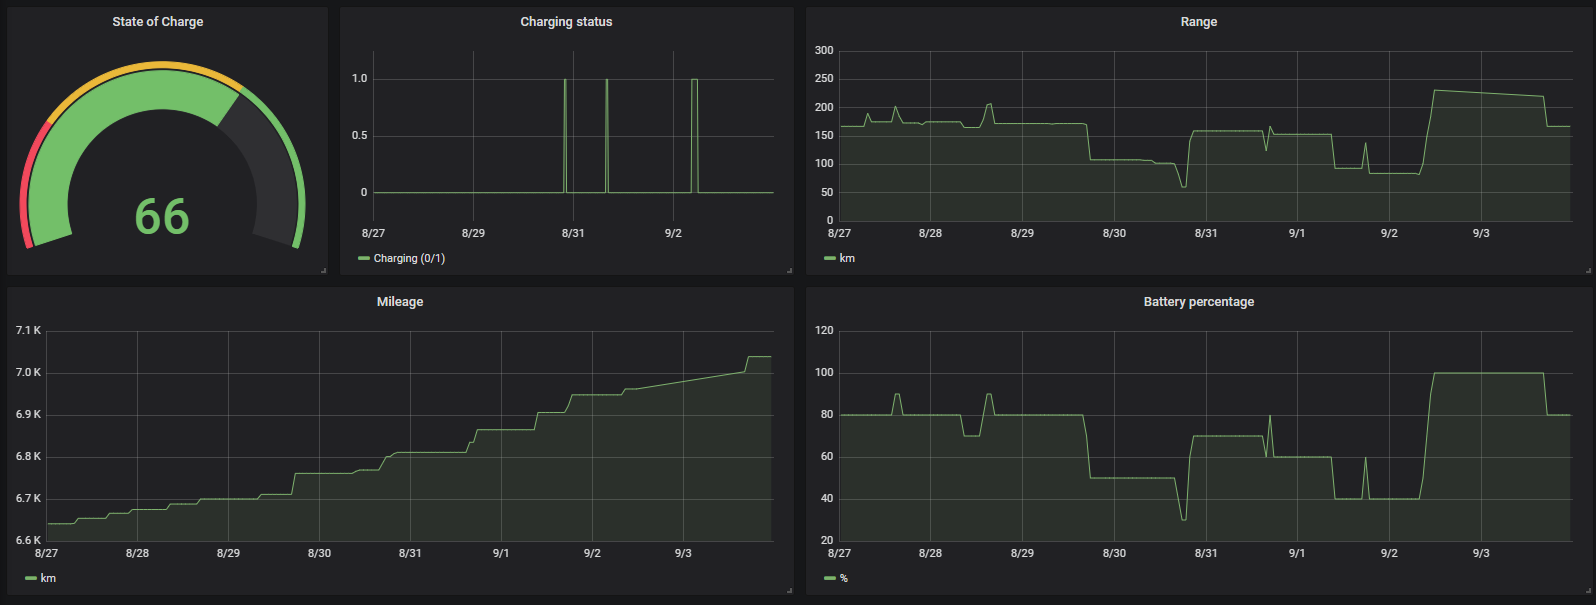 State of Charge
66
Charging status
1.0
0.5
0
8/27 8/29 8/31 9/2
Charging (0/1)
Range
300
250
200
150
100
50
0
8/27 8/28 8/29 8/30 8/31 9/1 9/2 9/3
km
Mileage
7.1 K
7.0 K
6.9 K
6.8 K
6.7 K
6.6 K
8/27 8/28 8/29 8/30 8/31 9/1 9/2 9/3
km
Battery percentage
120
100
80
60
40
20
8/27 8/28 8/29 8/30 8/31 9/1 9/2 9/3
%